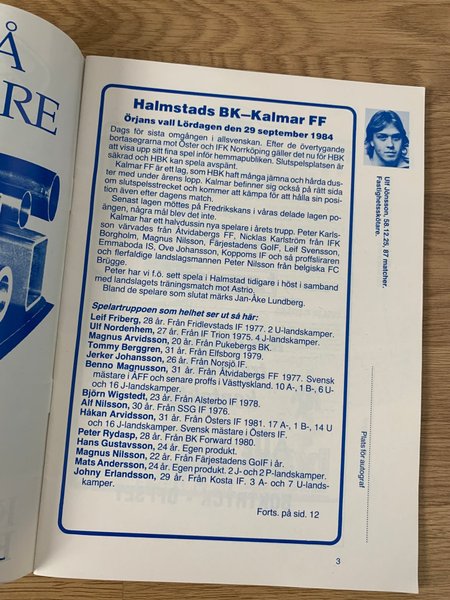 Å
RE
Halmstads BK–Kalmar FF
Örjans vall Lördagen den 29 september 1984
Dags för sista omgången i allsvenskan. Efter de övertygande
bortasegrarna mot Öster och IFK Norrköping gäller det nu för HBK
att visa upp sitt fina spel inför hemmapubliken. Slutspelsplatsen är
säkrad och HBK kan spela avspänt.
Kalmar FF är ett lag, som HBK haft många jämna och hårda dus-
ter med under årens lopp. Kalmar befinner sig också på rätt sida
om slutspelsstrecket och kommer att kämpa för att hålla sin posi-
tion även efter dagens match.
Senast lagen möttes på Fredrikskans i våras delade lagen po-
ängen, några mål blev det inte.
Kalmar har ett halvdussin nya spelare i årets trupp. Peter Karls-
son värvades från Åtvidabergs FF, Nicklas Karlström från IFK
Borgholm, Magnus Nilsson, Färjestadens GoIF, Leif Svensson,
Emmaboda IS, Ove Johansson, Koppoms IF och så proffsliraren
och flerfaldige landslagsmannen Peter Nilsson från belgiska FC
Brügge.
Peter har vi f.ö. sett spela i Halmstad tidigare i höst i samband
med landslagets träningsmatch mot Astrio.
Bland de spelare som slutat märks Jan-Åke Lundberg.
Spelartruppen som helhet ser ut så här:
Leif Friberg, 28 år. Från Fridlevstads IF 1977. 2 U-landskamper.
Ulf Nordenhem, 27 år. Från IF Trion 1975. 4 J-landskamper.
Magnus Arvidsson, 20 år. Från Pukebergs BK.
Tommy Berggren, 31 år. Från Elfsborg 1979.
Jerker Johansson, 26 år. Från Norsjö IF.
Benno Magnusson, 31 år. Från Åtvidabergs FF 1977. Svensk
mästare i ÅFF och senare proffs i Västtyskland. 10 A-, 1 B-, 6 U-
och 16 J-landskamper.
Björn Wigstedt, 23 år. Från Alsterbro IF 1978.
Alf Nilsson, 30 år. Från SSG IF 1976.
Håkan Arvidsson, 31 år. Från Östers IF 1981. 17 A-, 1 B-, 14 U
och 16 J-landskamper. Svensk mästare i Östers IF.
Peter Rydasp, 28 år. Från BK Forward 1980.
Hans Gustavsson, 24 år. Egen produkt.
Magnus Nilsson, 22 år. Från Färjestadens GoIF i år.
Mats Andersson, 24 år. Egen produkt. 2 J- och 2 P-landskamper.
Johny Erlandsson, 29 år. Från Kosta IF. 3 A- och 7 U-lands-
kamper.
Forts. på sid. 12
Ulf Jönsson, 58.12.25, 87 matcher.
Fastighetsskötare.
Plats för autograf
3